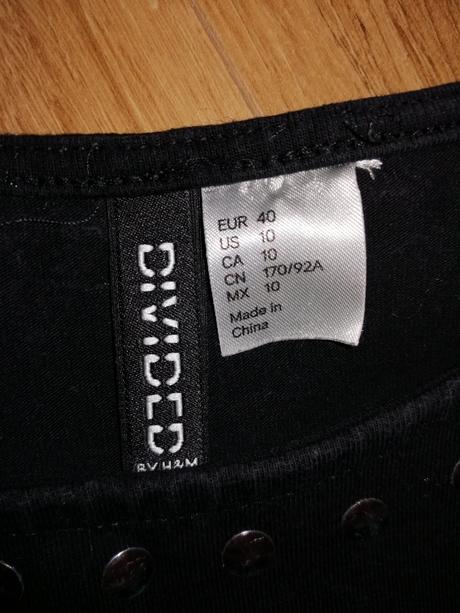 DIVIDED
BY H&M
EUR 40
US 10
CA 10
CN 170/92A
MX 10
Made in
China